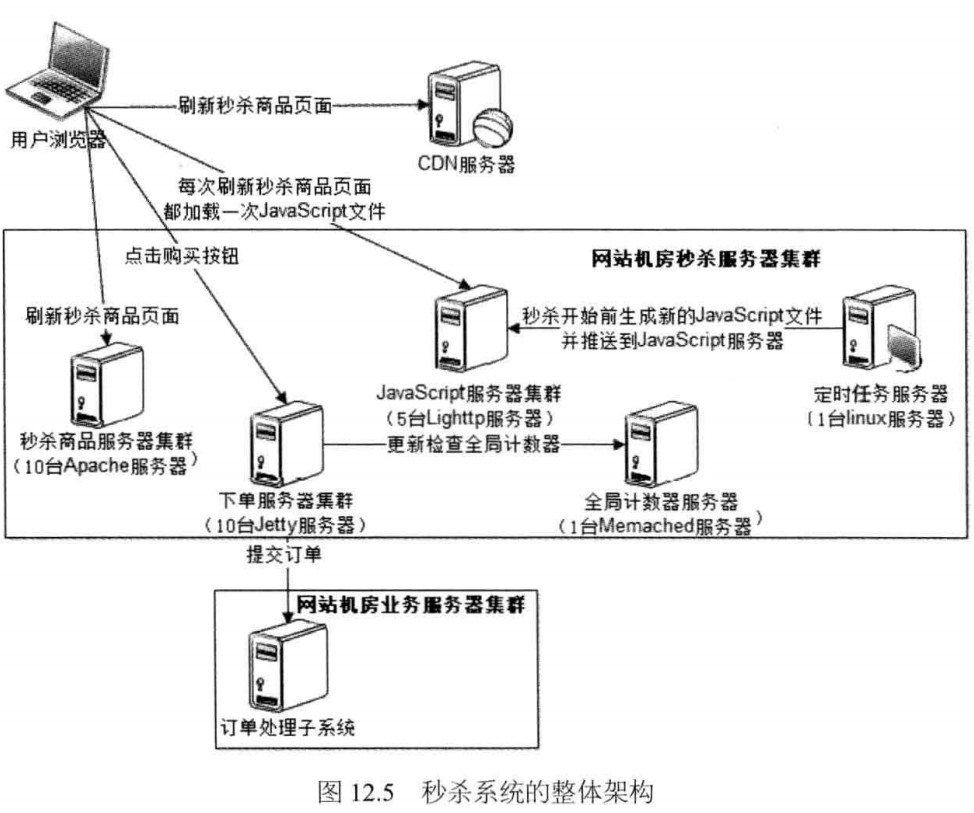 刷新秒杀商品页面
用户浏览器
CDN服务器
每次刷新秒杀商品页面
都加载一次JavaScript文件
点击购买按钮
网站机房秒杀服务器集群
刷新秒杀商品页面
秒杀开始前生成新的JavaScript文件
并推送到JavaScript服务器
JavaScript服务器集群
（5台Lighttp服务器）
定时任务服务器
（1台linux服务器）
秒杀商品服务器集群
（10台Apache服务器）
更新检查全局计数器
下单服务器集群
（10台Jetty服务器）
全局计数器服务器
（1台Memached服务器）
提交订单
网站机房业务服务器集群
订单处理子系统
图 12.5 秒杀系统的整体架构